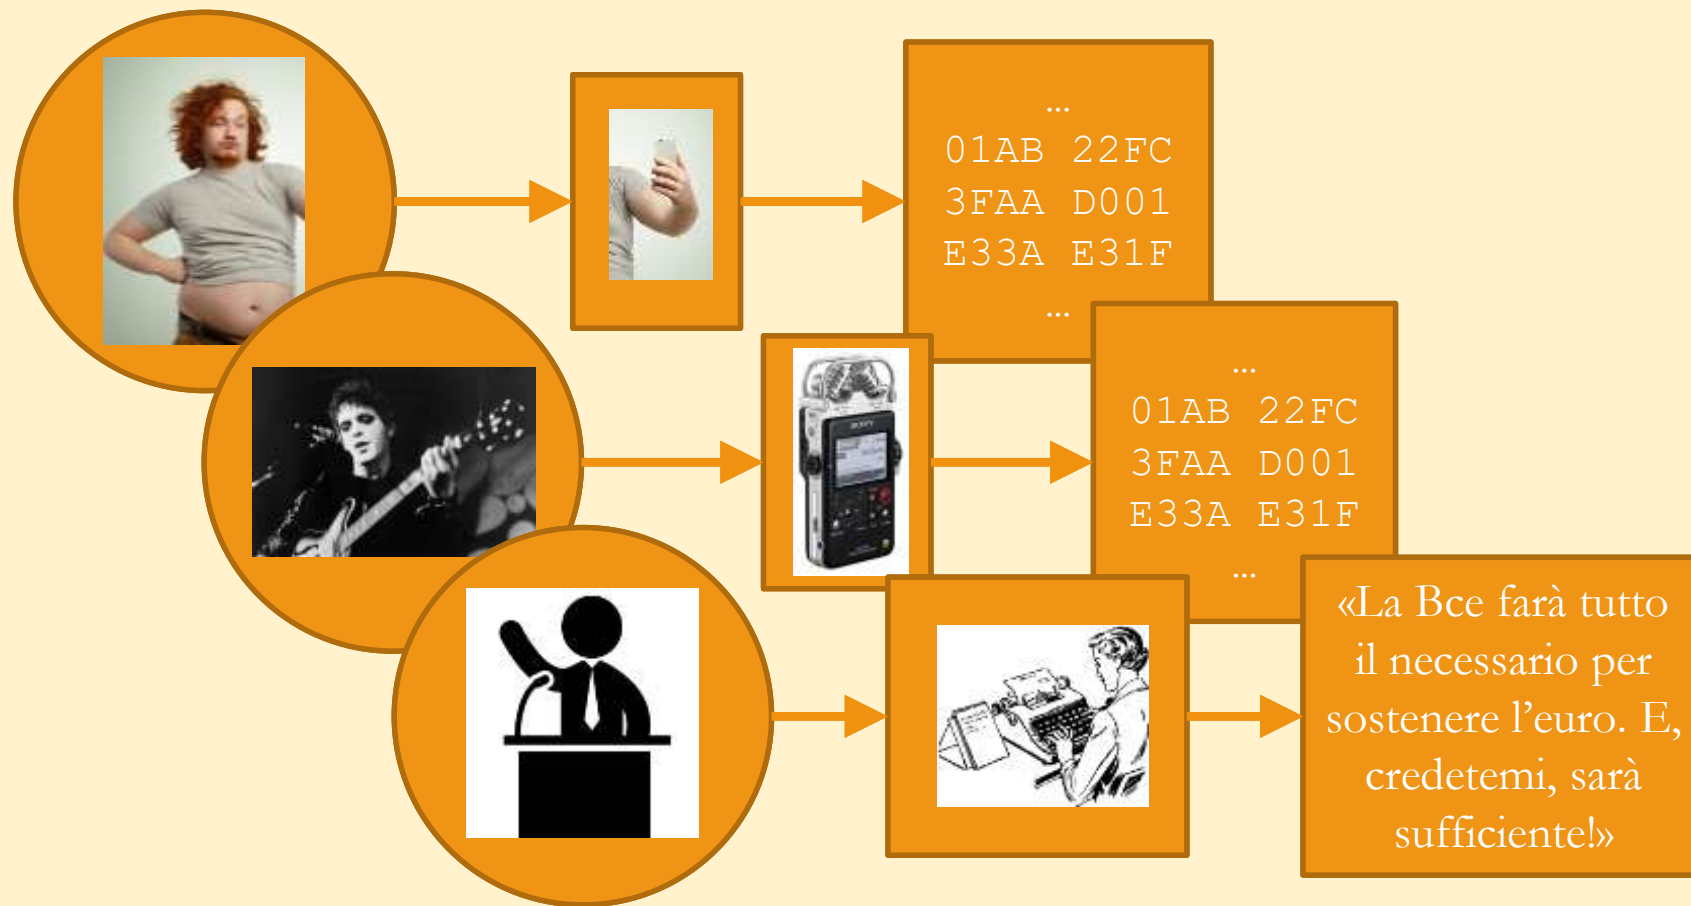 …
01AB 22FC
3FAA D001
E33A E31F
…
SONY
…
01AB 22FC
3FAA D001
E33A E31F
…
«La Bce farà tutto
il necessario per
sostenere l’euro. E,
credetemi, sarà
sufficiente!»